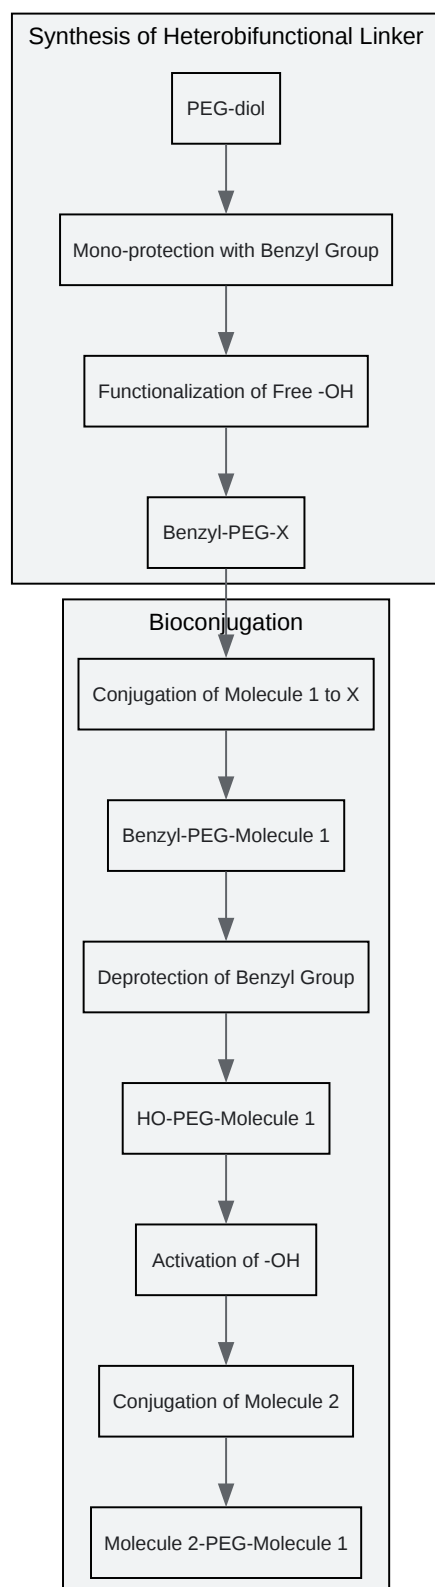 Synthesis of Heterobifunctional Linker
PEG-diol
Mono-protection with Benzyl Group
Functionalization of Free -OH
Benzyl-PEG-X
Bioconjugation
Conjugation of Molecule 1 to X
Benzyl-PEG-Molecule 1
Deprotection of Benzyl Group
HO-PEG-Molecule 1
Activation of -OH
Conjugation of Molecule 2
Molecule 2-PEG-Molecule 1